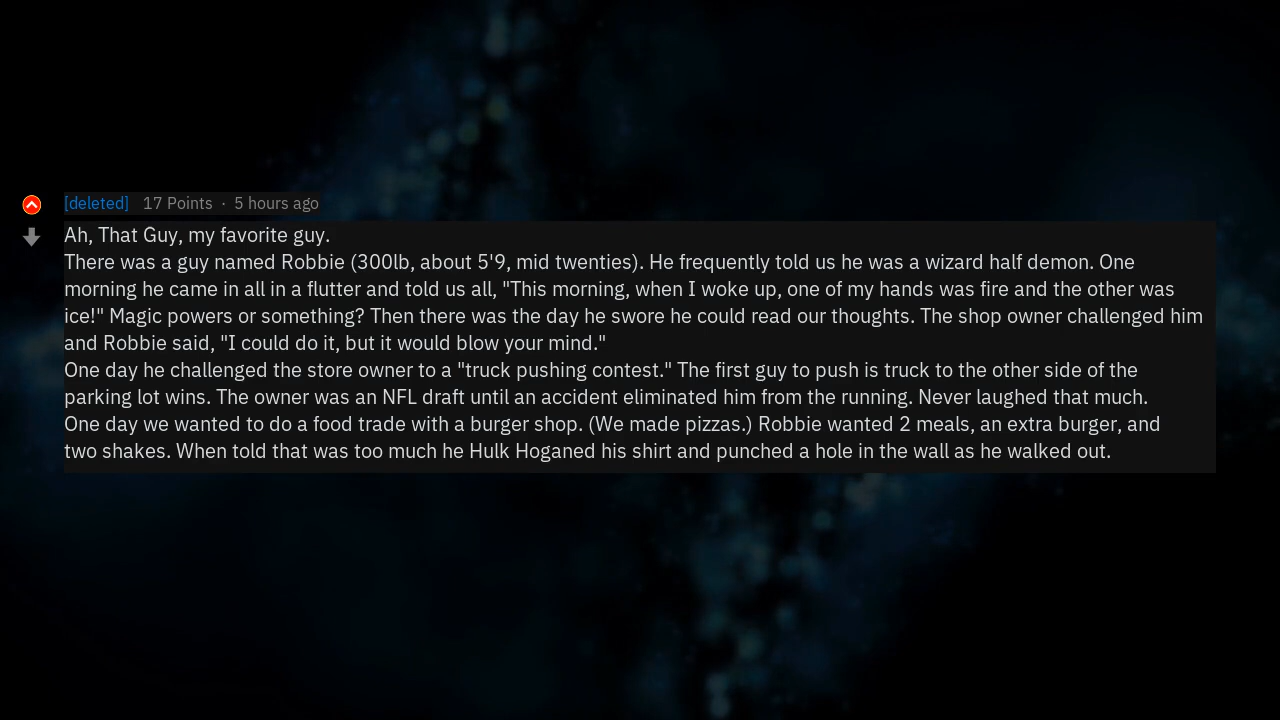 [deleted] 17 Points · 5 hours ago
Ah, That Guy, my favorite guy.
There was a guy named Robbie (300lb, about 5'9, mid twenties). He frequently told us he was a wizard half demon. One
morning he came in all in a flutter and told us all, "This morning, when I woke up, one of my hands was fire and the other was
ice!" Magic powers or something? Then there was the day he swore he could read our thoughts. The shop owner challenged him
and Robbie said, "I could do it, but it would blow your mind."
One day he challenged the store owner to a "truck pushing contest." The first guy to push is truck to the other side of the
parking lot wins. The owner was an NFL draft until an accident eliminated him from the running. Never laughed that much.
One day we wanted to do a food trade with a burger shop. (We made pizzas.) Robbie wanted 2 meals, an extra burger, and
two shakes. When told that was too much he Hulk Hoganed his shirt and punched a hole in the wall as he walked out.